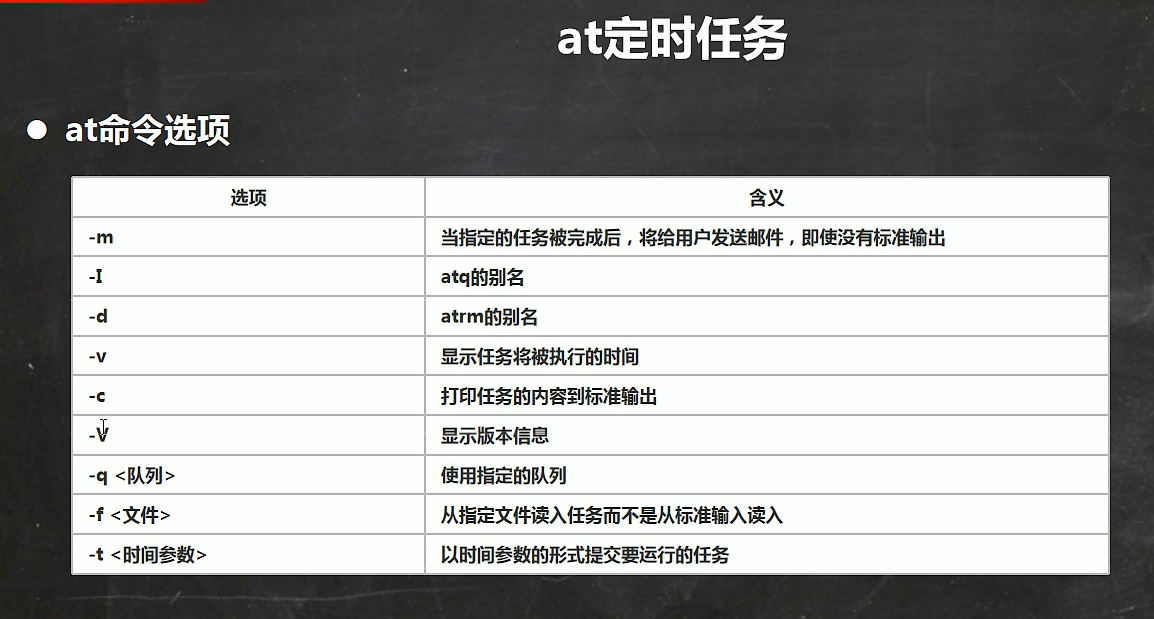 at定时任务
● at命令选项
选项 含义
-m 当指定的任务被完成后，将给用户发送邮件，即使没有标准输出
-I atq的别名
-d atrm的别名
-v 显示任务将被执行的时间
-c 打印任务的内容到标准输出
-V 显示版本信息
-q <队列> 使用指定的队列
-f <文件> 从指定文件读入任务而不是从标准输入读入
-t <时间参数> 以时间参数的形式提交要运行的任务